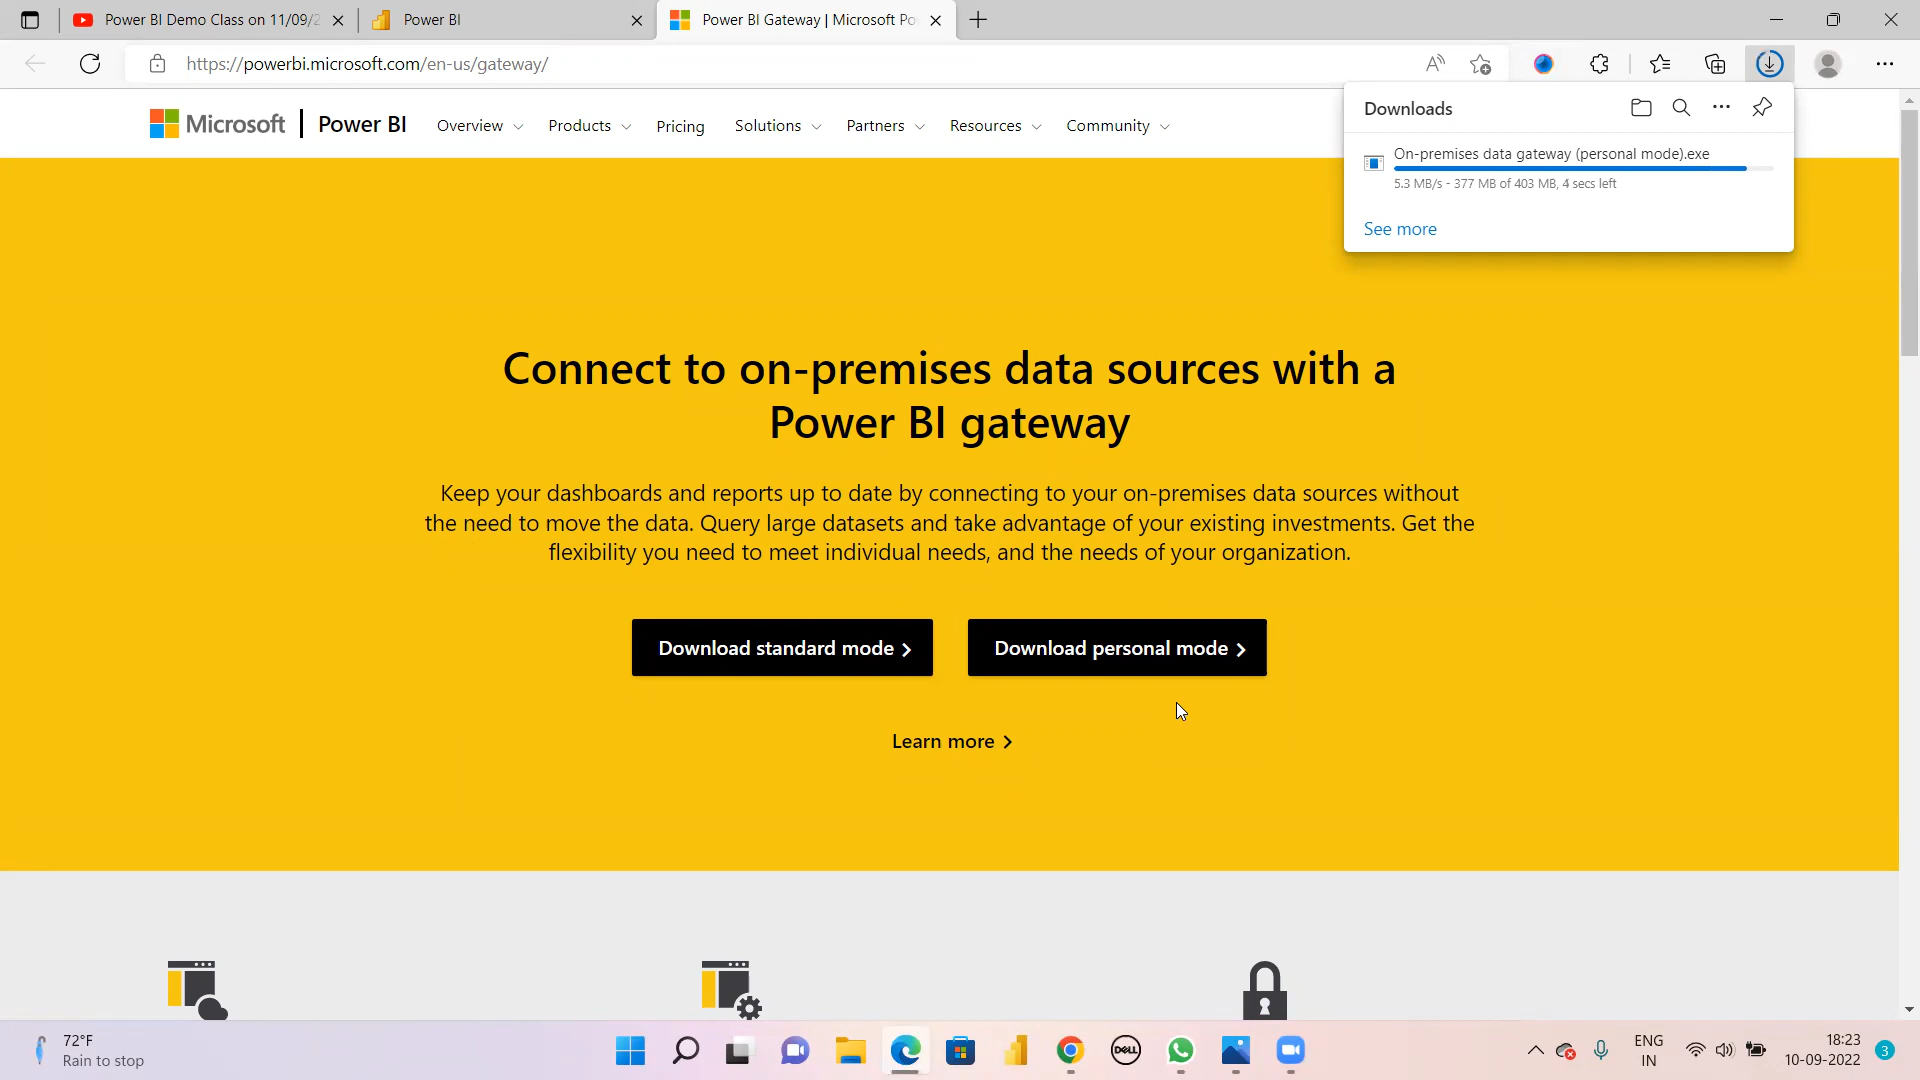 Power BI Demo Class on 11/09/2
Power BI
Power BI Gateway | Microsoft Po
https://powerbi.microsoft.com/en-us/gateway/
Microsoft
Power BI
Overview
Products
Pricing
Solutions
Partners
Resources
Community
Downloads
On-premises data gateway (personal mode).exe
5.3 MB/s - 377 MB of 403 MB, 4 secs left
See more
Connect to on-premises data sources with a
Power BI gateway
Keep your dashboards and reports up to date by connecting to your on-premises data sources without
the need to move the data. Query large datasets and take advantage of your existing investments. Get the
flexibility you need to meet individual needs, and the needs of your organization.
Download standard mode
Download personal mode
Learn more
72°F
Rain to stop
DELL
ENG
IN
18:23
10-09-2022
3